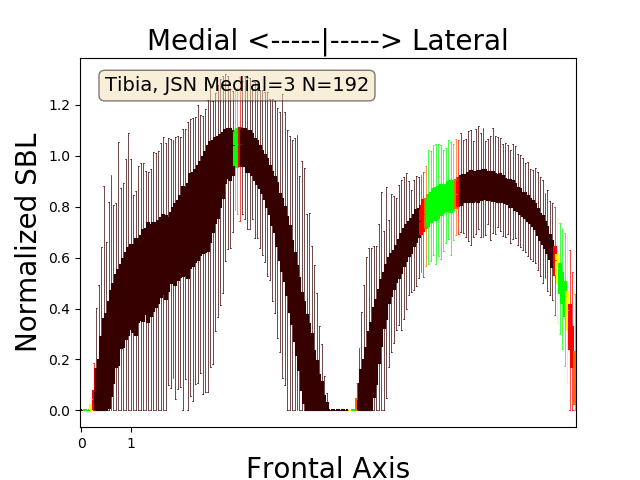 Medial <-----|-----> Lateral
Tibia, JSN Medial=3 N=192
Normalized SBL
1.2
1.0
0.8
0.6
0.4
0.2
0.0
0 1
Frontal Axis